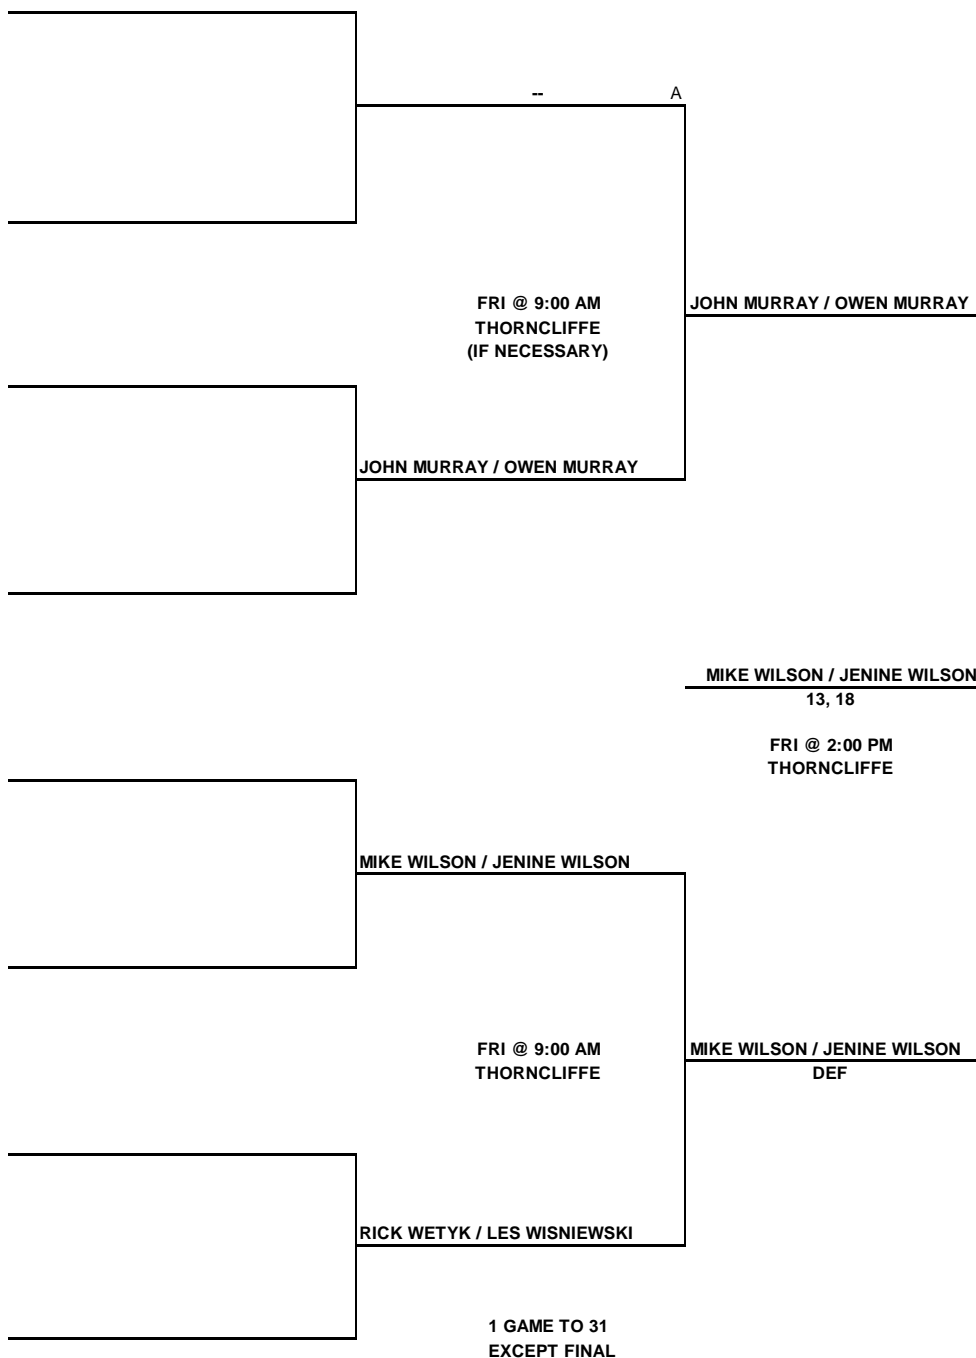 -- A
FRI @ 9:00 AM
JOHN MURRAY / OWEN MURRAY
THORNCLIFFE
(IF NECESSARY)
JOHN MURRAY / OWEN MURRAY
MIKE WILSON / JENINE WILSON
13, 18
FRI @ 2:00 PM
THORNCLIFFE
MIKE WILSON / JENINE WILSON
FRI @ 9:00 AM
MIKE WILSON / JENINE WILSON
THORNCLIFFE
DEF
RICK WETYK / LES WISNIEWSKI
1 GAME TO 31
EXCEPT FINAL